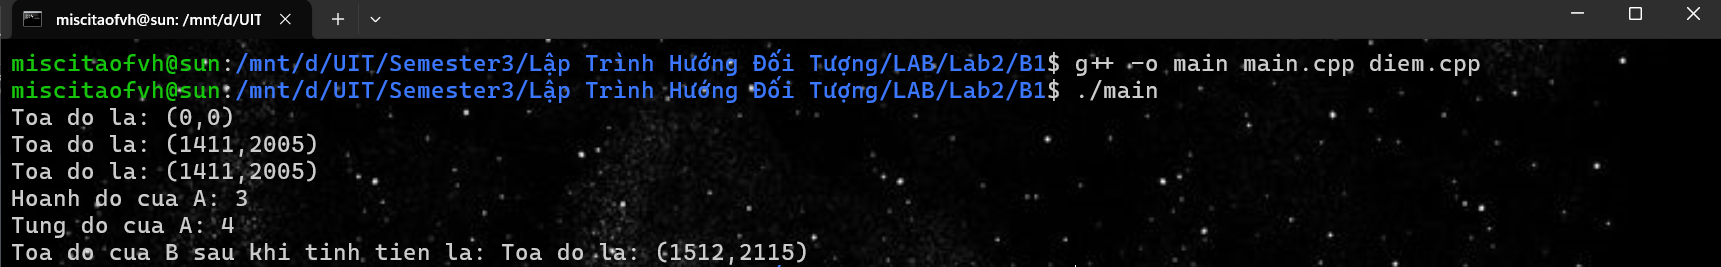 miscitaofvh@sun: /mnt/d/UIT
miscitaofvh@sun:/mnt/d/UIT/Semester3/Lập Trình Hướng Đối Tượng/LAB/Lab2/B1$ g++ -o main main.cpp diem.cpp
miscitaofvh@sun:/mnt/d/UIT/Semester3/Lập Trình Hướng Đối Tượng/LAB/Lab2/B1$ ./main
Toa do la: (0,0)
Toa do la: (1411,2005)
Toa do la: (1411,2005)
Hoanh do cua A: 3
Tung do cua A: 4
Toa do cua B sau khi tinh tien la: Toa do la: (1512,2115)